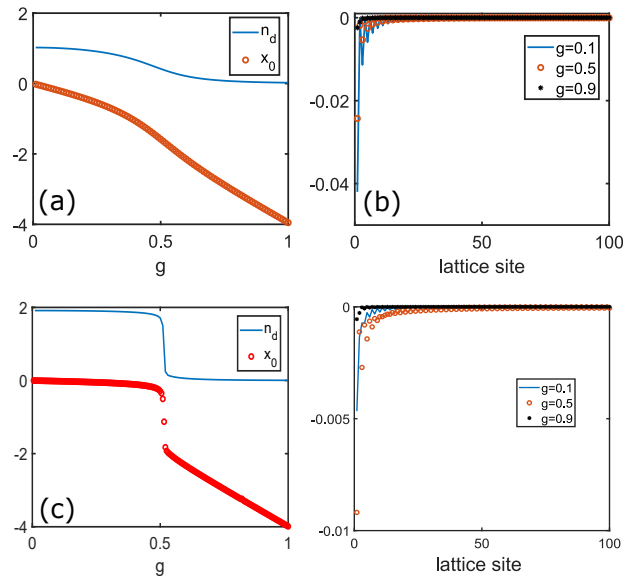 2
0
-2
-4
0
0.5
1
g
n_d
x_0
(a)
0
-0.02
-0.04
0
50
100
lattice site
g=0.1
g=0.5
g=0.9
(b)
2
0
-2
-4
0
0.5
1
g
n_d
x_0
(c)
0
-0.005
-0.01
0
50
100
lattice site
g=0.1
g=0.5
g=0.9